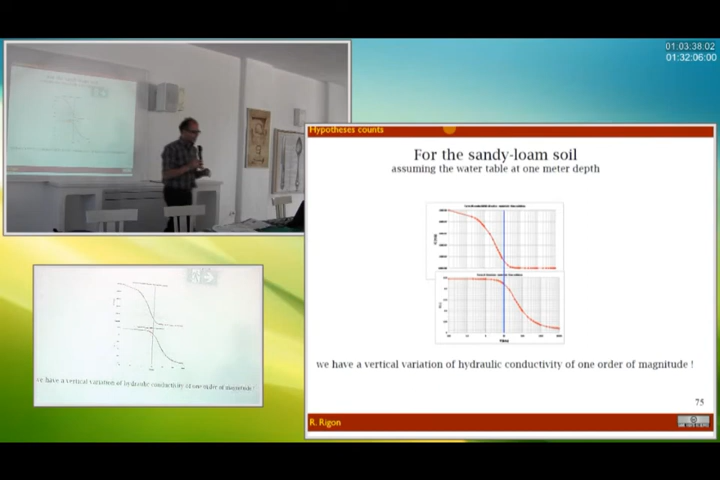 01.03.38.02
01:32:06:00
Hypotheses counts
For the sandy-loam soil
assuming the water table at one meter depth
we have a vertical variation of hydraulic conductivity of one order of magnitude !
75
R. Rigon
we have a vertical variation of hydraulic conductivity of one order of magnitude !